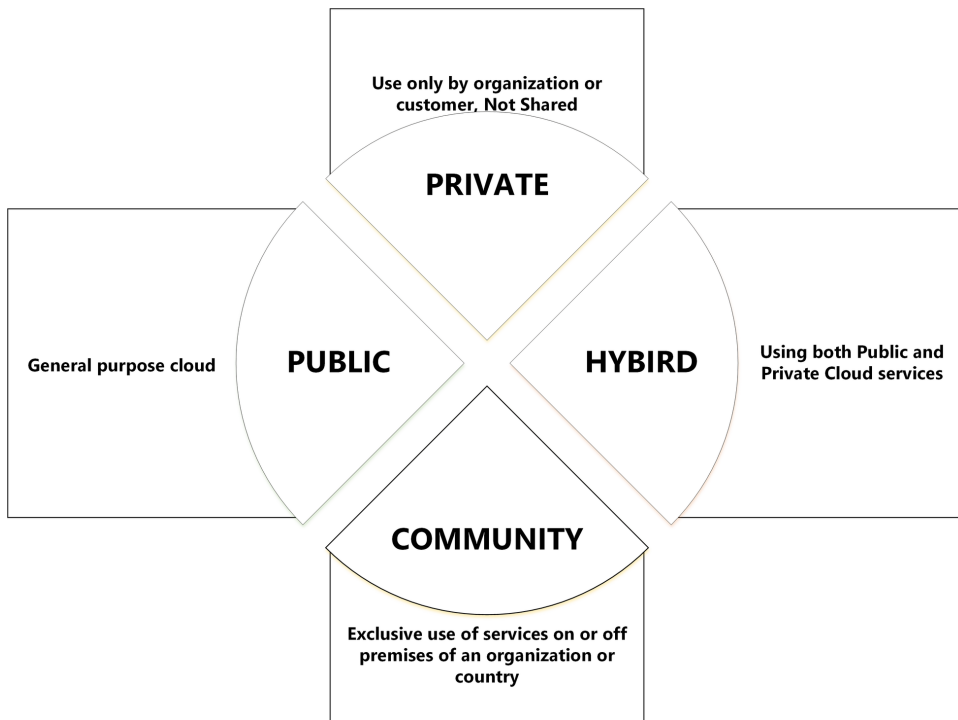 Use only by organization or
customer, Not Shared
PRIVATE
General purpose cloud
PUBLIC
HYBIRD
Using both Public and
Private Cloud services
COMMUNITY
Exclusive use of services on or off
premises of an organization or
country